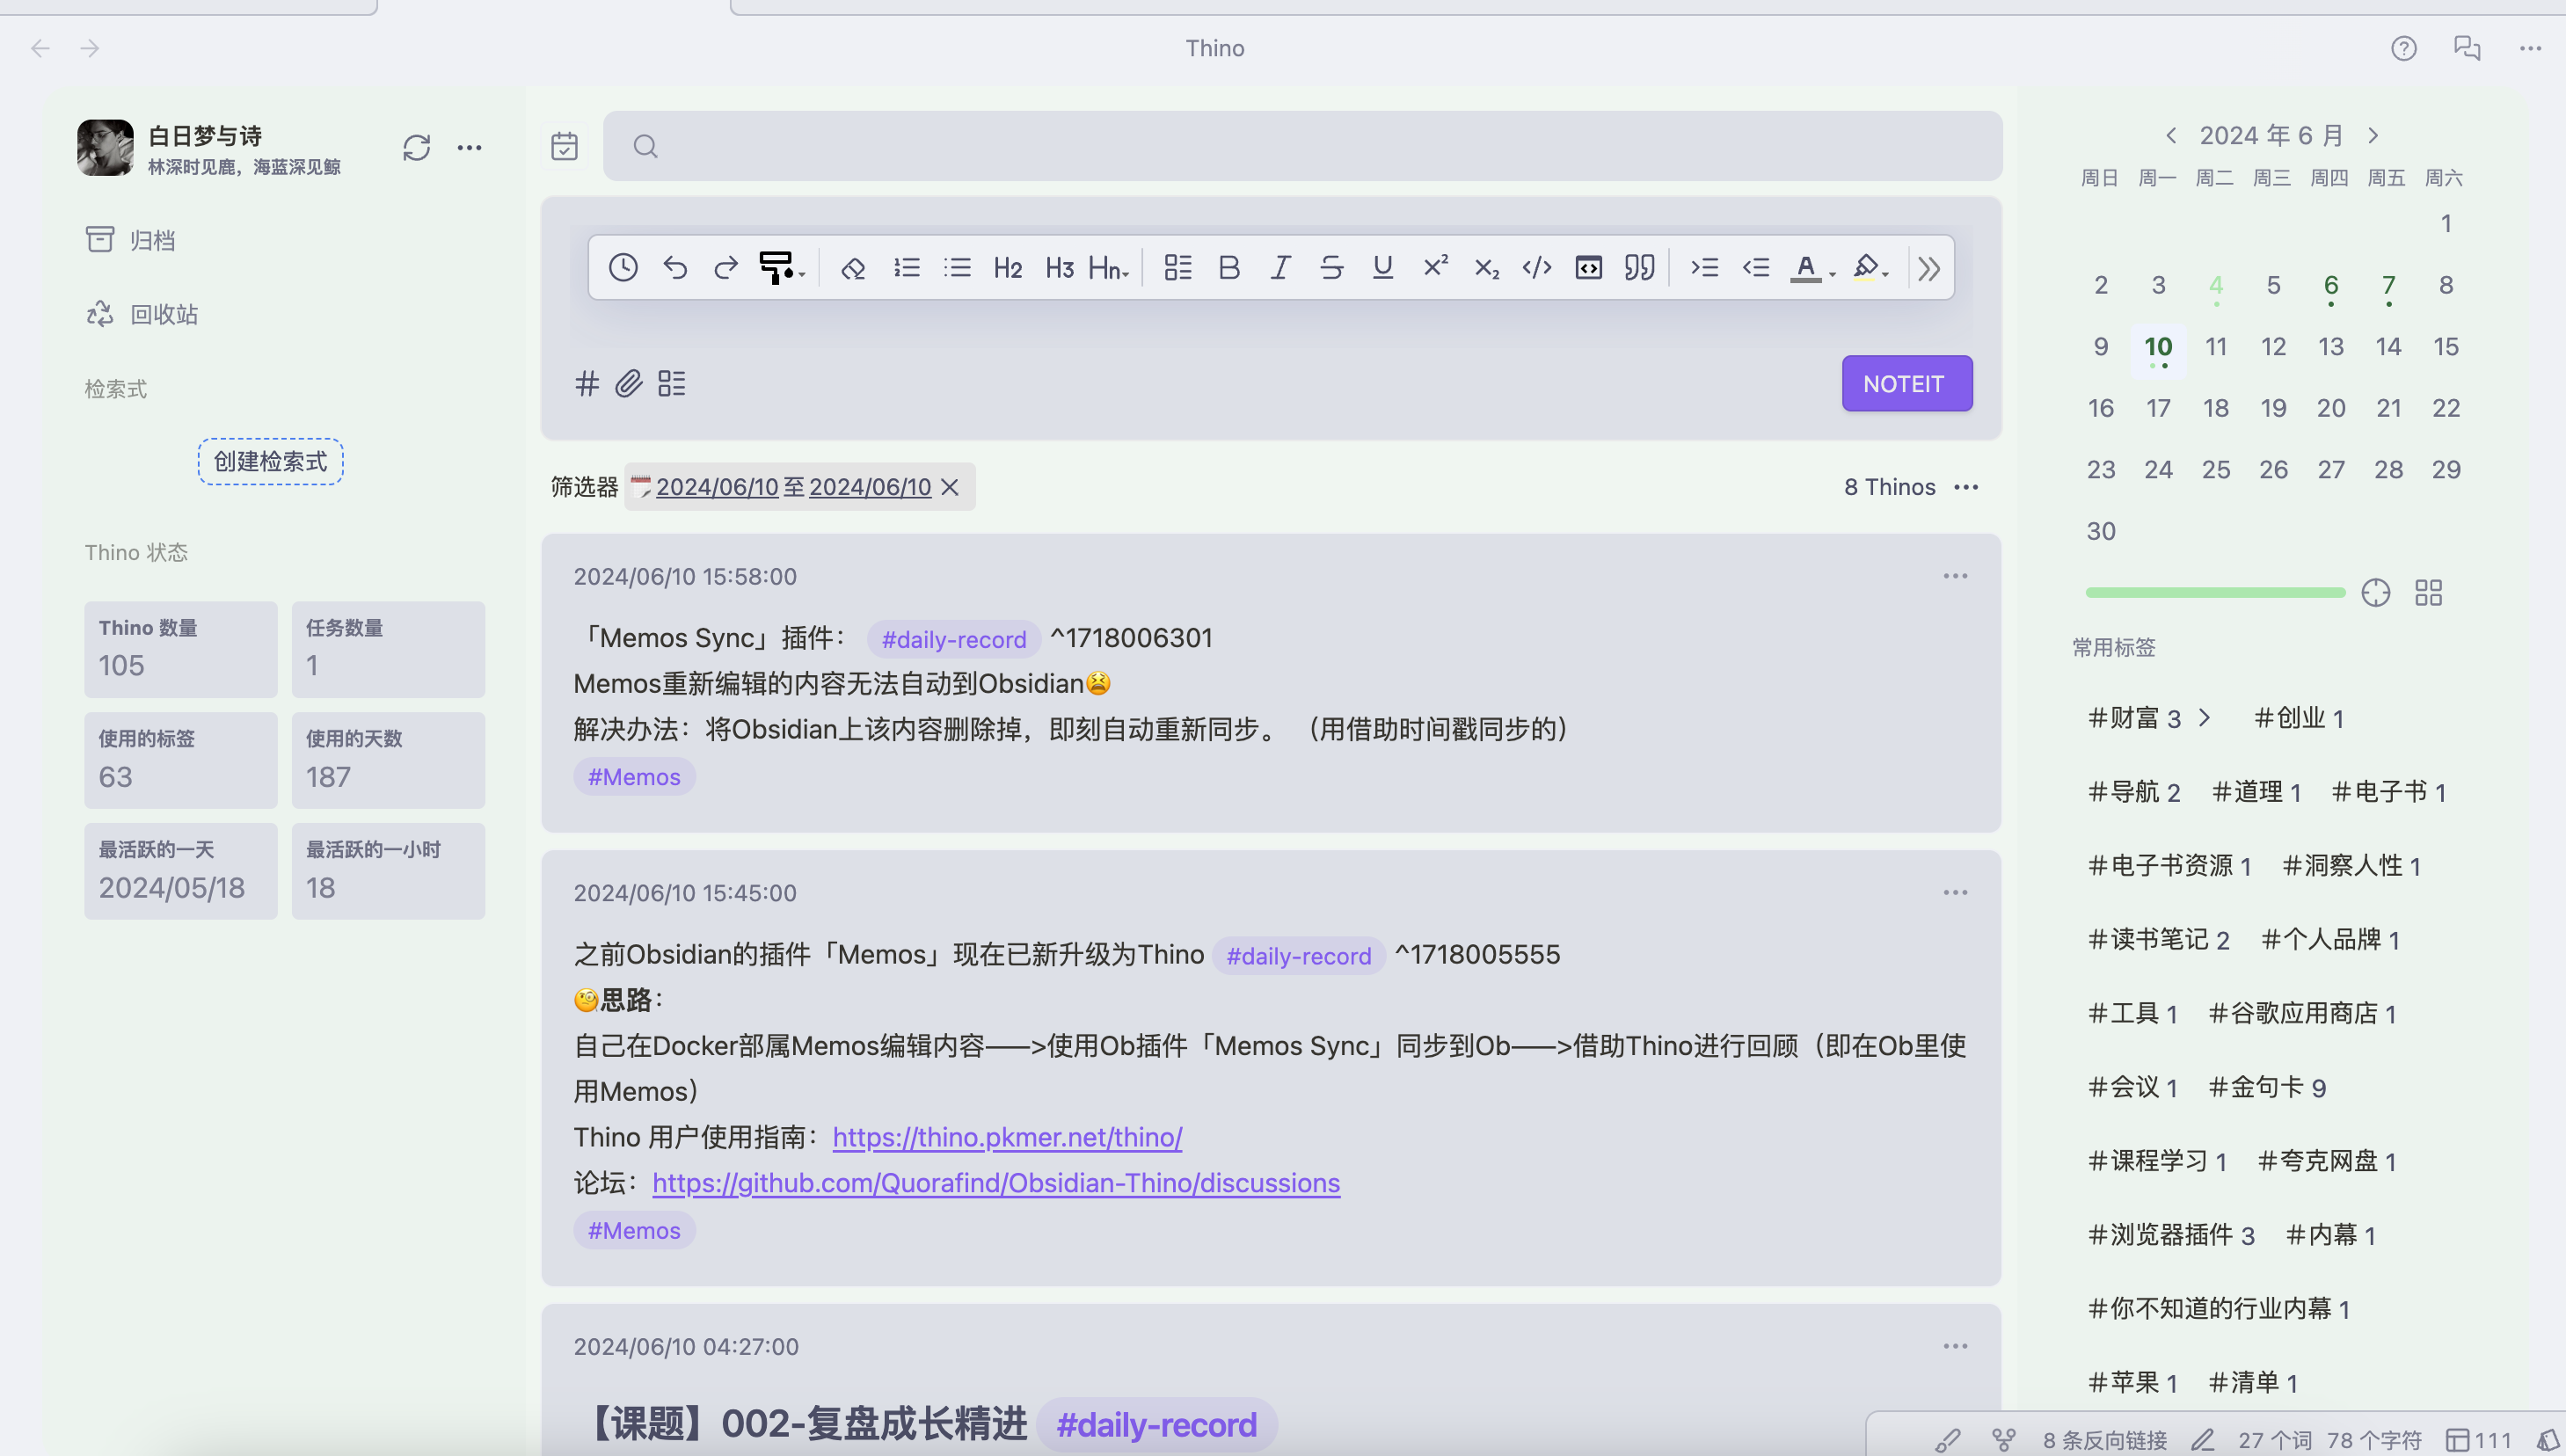 Thino
白日梦与诗
林深时见鹿，海蓝深见鲸
归档
回收站
检索式
创建检索式
Thino 状态
Thino 数量
105
任务数量
1
使用的标签
63
使用的天数
187
最活跃的一天
2024/05/18
最活跃的一小时
18
H2 H3 Hn
NOTEIT
筛选器 2024/06/10 至 2024/06/10
8 Thinos
2024/06/10 15:58:00
「Memos Sync」插件： #daily-record ^1718006301
Memos重新编辑的内容无法自动到Obsidian😫
解决办法：将Obsidian上该内容删除掉，即刻自动重新同步。（用借助时间戳同步的）
#Memos
2024/06/10 15:45:00
之前Obsidian的插件「Memos」现在已新升级为Thino #daily-record ^1718005555
🧐思路：
自己在Docker部属Memos编辑内容——>使用Ob插件「Memos Sync」同步到Ob——>借助Thino进行回顾（即在Ob里使
用Memos）
Thino 用户使用指南：https://thino.pkmer.net/thino/
论坛：https://github.com/Quorafind/Obsidian-Thino/discussions
#Memos
2024/06/10 04:27:00
【课题】002-复盘成长精进 #daily-record
2024 年 6 月
周日 周一 周二 周三 周四 周五 周六
1
2 3 4 5 6 7 8
9 10 11 12 13 14 15
16 17 18 19 20 21 22
23 24 25 26 27 28 29
30
常用标签
#财富 3 #创业 1
#导航 2 #道理 1 #电子书 1
#电子书资源 1 #洞察人性 1
#读书笔记 2 #个人品牌 1
#工具 1 #谷歌应用商店 1
#会议 1 #金句卡 9
#课程学习 1 #夸克网盘 1
#浏览器插件 3 #内幕 1
#你不知道的行业内幕 1
#苹果 1 #清单 1
8 条反向链接 27 个词 78 个字符 111